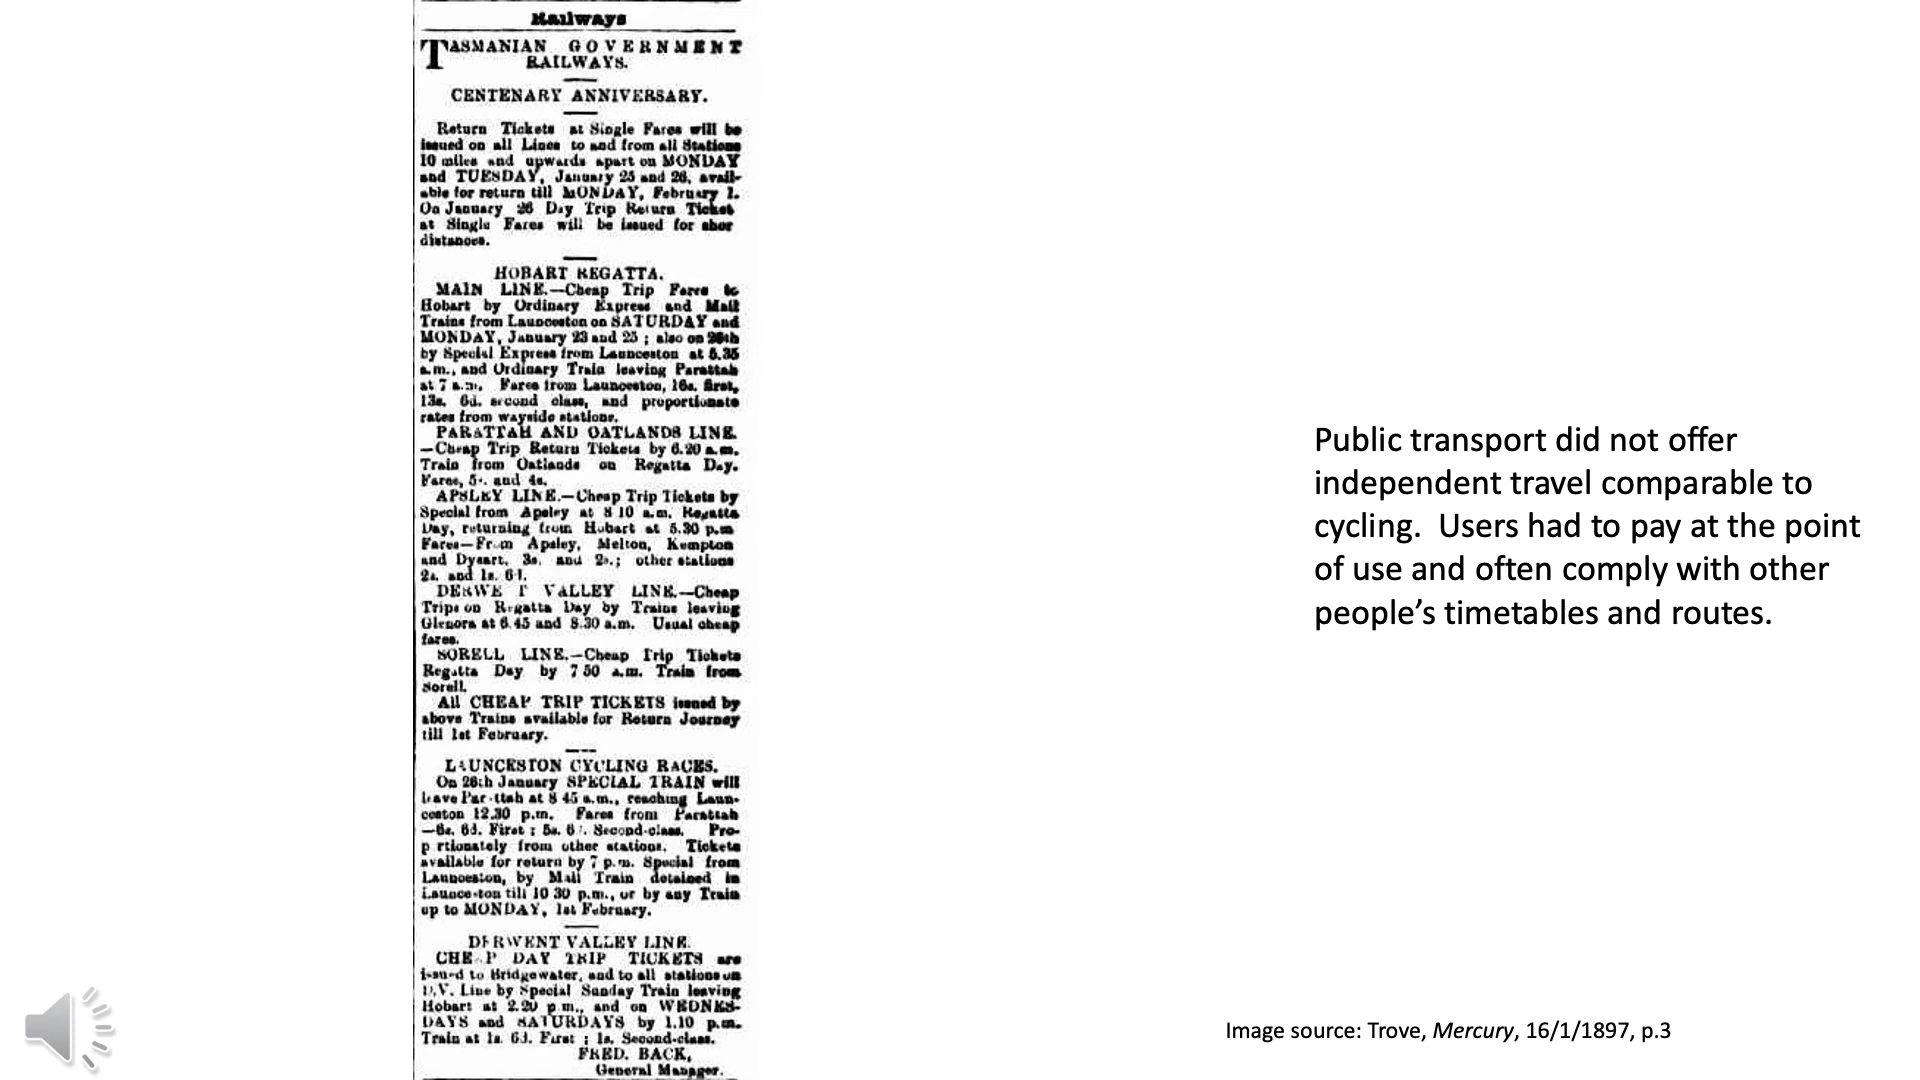 Railways
TASMANIAN GOVERNMENT
RAILWAYS.
CENTENARY ANNIVERSARY.
Return Tickets at Single Fares will be
issued on all Lines to and from all Stations
10 miles and upwards apart on MONDAY
and TUESDAY, January 25 and 26, avail-
able for return till MONDAY, February 1.
On January 26 Day Trip Return Ticket
at Single Fares will be issued for shor
distances.
HOBART REGATTA.
MAIN LINE.—Cheap Trip Fares to
Hobart by Ordinary Express and Mail
Trains from Launceston on SATURDAY and
MONDAY, January 23 and 25 ; also on 26th
by Special Express from Launceston at 5.35
a.m., and Ordinary Train leaving Parattah
at 7 a.m. Fares from Launceston, 16s. first,
13s. 6d. second class, and proportionate
rates from wayside stations.
PARATTAH AND OATLANDS LINE.
—Cheap Trip Return Tickets by 6.20 a.m.
Train from Oatlands on Regatta Day.
Fares, 5s. and 4s.
APSLEY LINE.—Cheap Trip Tickets by
Special from Apsley at 8 10 a.m. Regatta
Day, returning from Hobart at 5.30 p.m
Fares—From Apsley, Melton, Kempton
and Dysart, 3s. and 2s.; other stations
2s. and 1s. 6d.
DERWENT VALLEY LINE.—Cheap
Trips on Regatta Day by Trains leaving
Glenora at 6.45 and 8.30 a.m. Usual cheap
fares.
SORELL LINE.—Cheap Trip Tickets
Regatta Day by 7 50 a.m. Train from
Sorell.
All CHEAP TRIP TICKETS issued by
above Trains available for Return Journey
till 1st February.
LAUNCESTON CYCLING RACES.
On 26th January SPECIAL TRAIN will
leave Parattah at 8 45 a.m., reaching Laun-
ceston 12.30 p.m. Fares from Parattah
—6s. 6d. First ; 5s. 6d. Second-class. Pro-
portionately from other stations. Tickets
available for return by 7 p.m. Special from
Launceston, by Mail Train detained in
Launceston till 10 30 p.m., or by any Train
up to MONDAY, 1st February.
DERWENT VALLEY LINE.
CHEAP DAY TRIP TICKETS are
issued to Bridgewater, and to all stations on
D.V. Line by Special Sunday Train leaving
Hobart at 2.20 p m., and on WEDNES-
DAYS and SATURDAYS by 1.10 p.m.
Train at 1s. 6d. First ; 1s. Second-class.
FRED. BACK,
General Manager.
Public transport did not offer
independent travel comparable to
cycling. Users had to pay at the point
of use and often comply with other
people’s timetables and routes.
Image source: Trove, Mercury, 16/1/1897, p.3